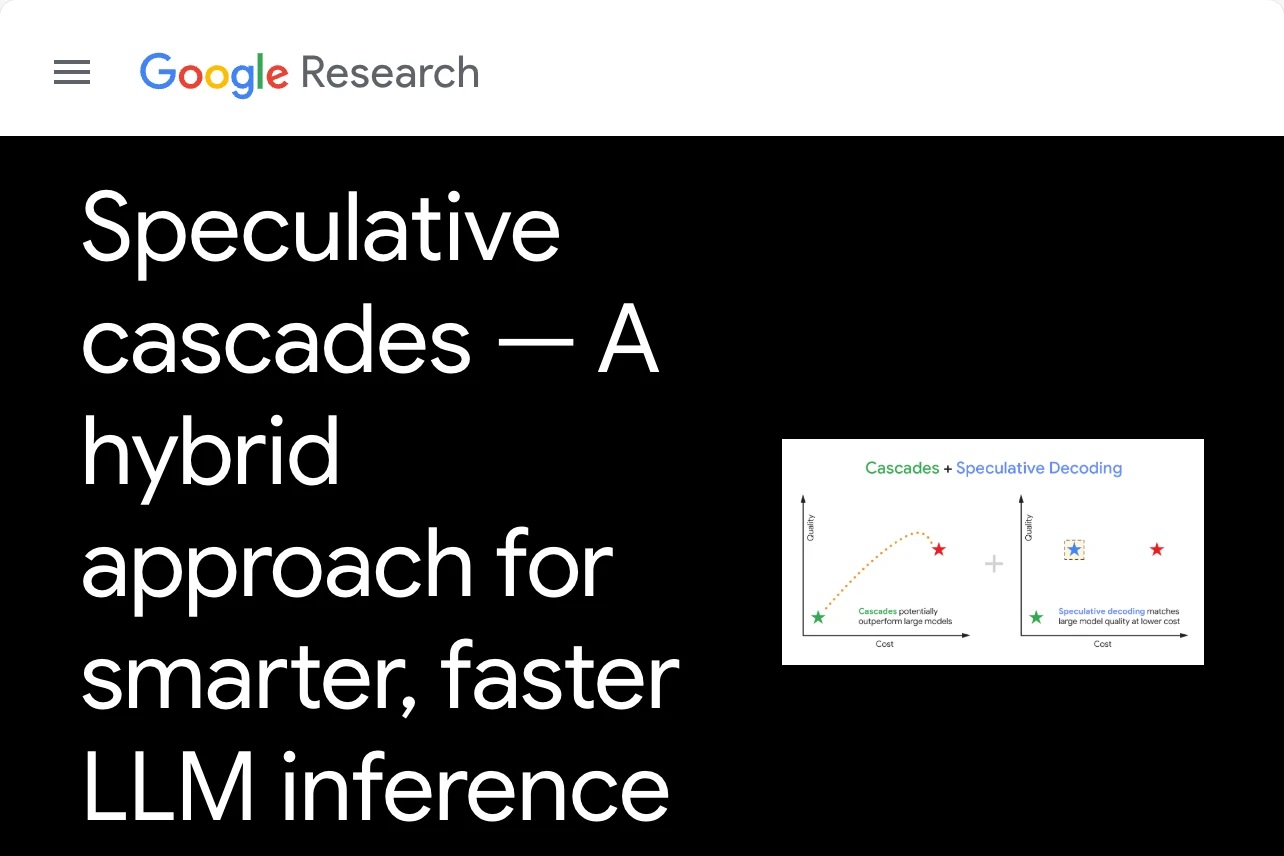 Google Research
Speculative
cascades — A
hybrid
approach for
smarter, faster
LLM inference
Cascades + Speculative Decoding
Quality
Cascades potentially
outperform large models
Cost
+
Quality
Speculative decoding matches
large model quality at lower cost
Cost